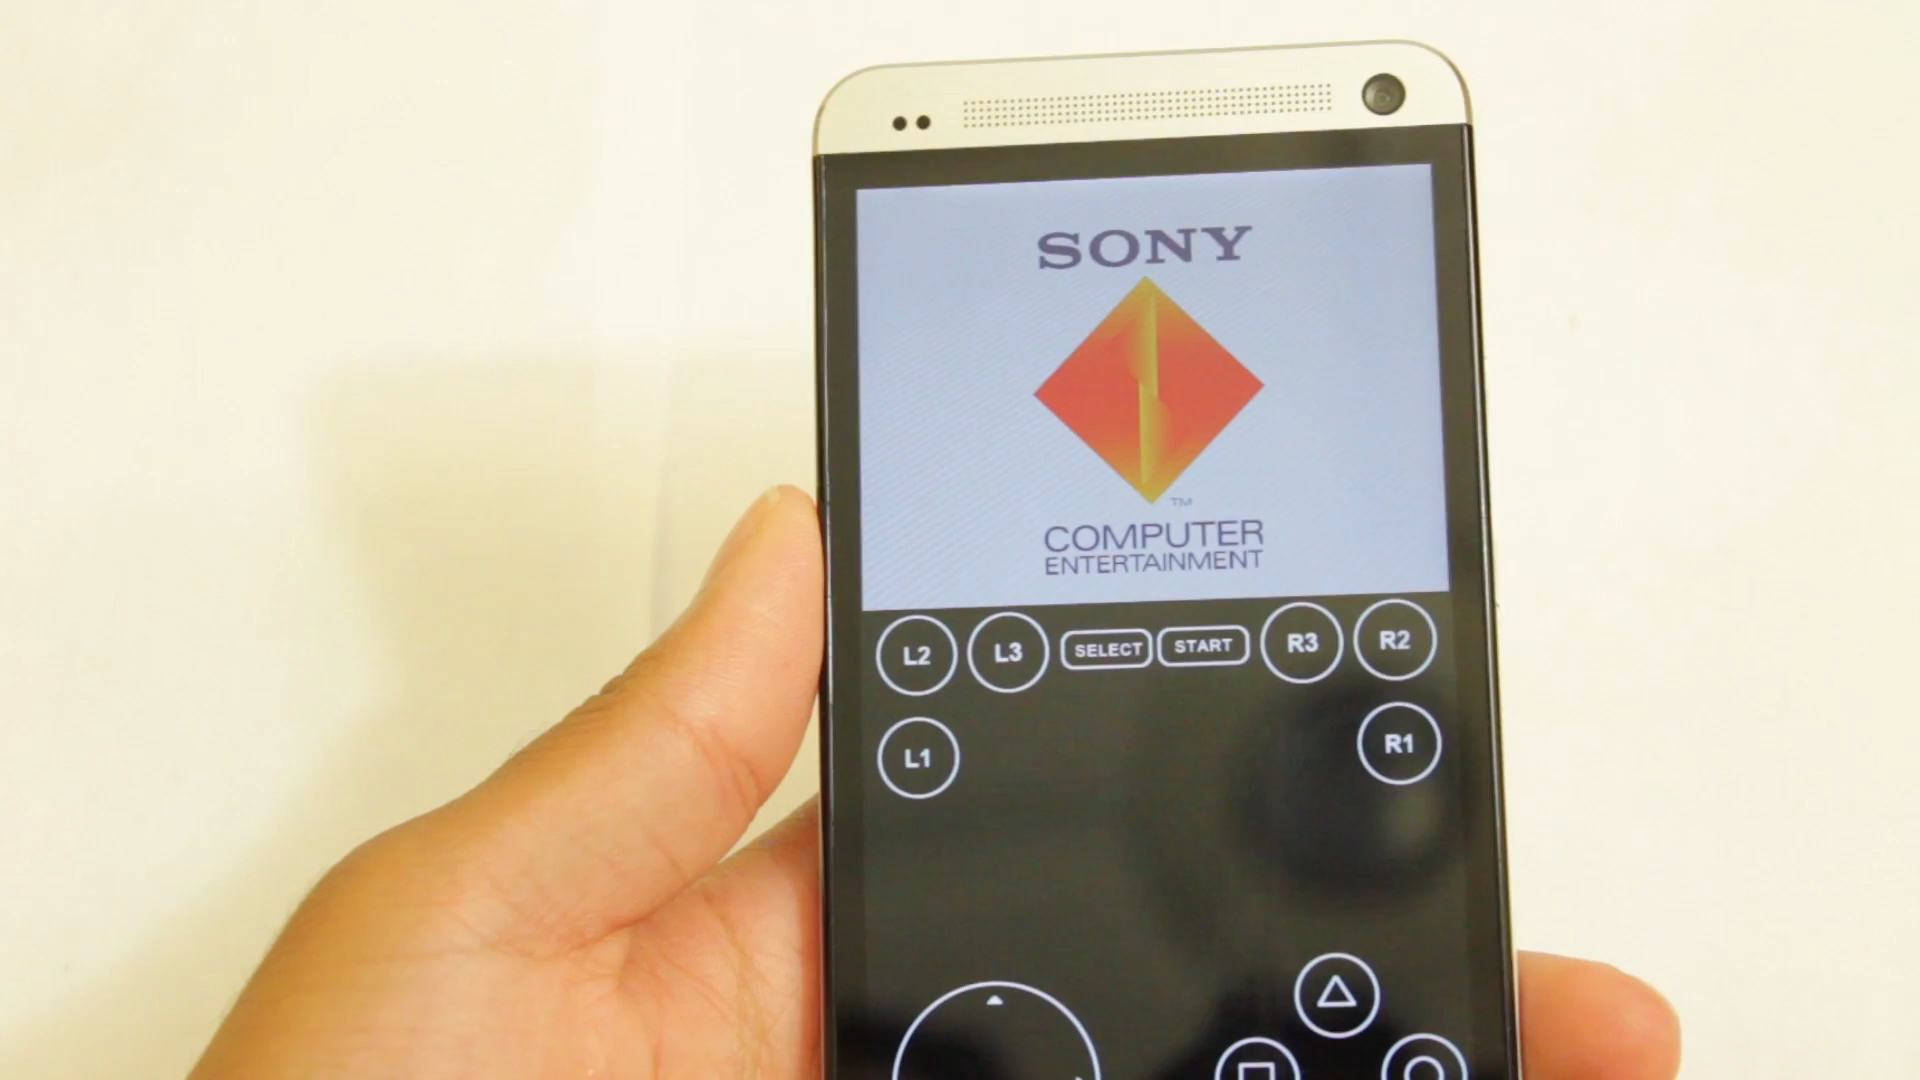 SONY
TM
COMPUTER
ENTERTAINMENT
L2 L3 SELECT START R3 R2
L1 R1